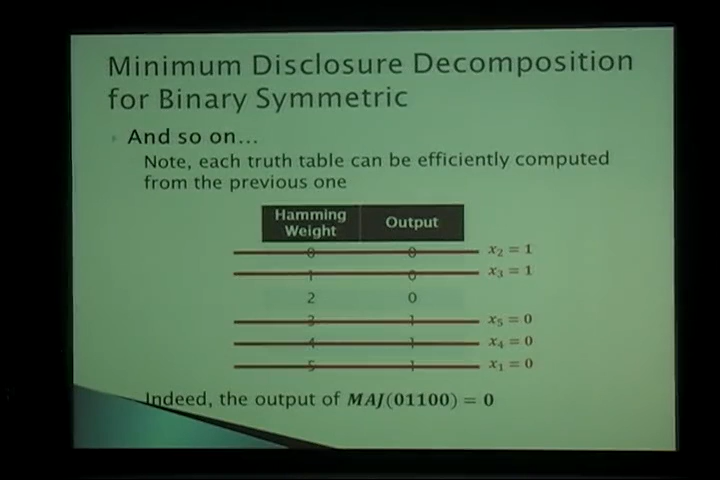 Minimum Disclosure Decomposition
for Binary Symmetric
And so on...
Note, each truth table can be efficiently computed
from the previous one
Hamming Weight Output
0 0 x₂ = 1
1 0 x₃ = 1
2 0
3 1 x₅ = 0
4 1 x₄ = 0
5 1 x₁ = 0
Indeed, the output of MAJ(01100) = 0